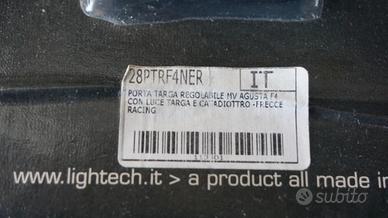 28PTRF4NER
IT
PORTA TARGA REGOLABILE MV AGUSTA F4
CON LUCE TARGA E CATADIOTTRO -FRECCE
RACING
www.lightech.it > a product all made in
subito